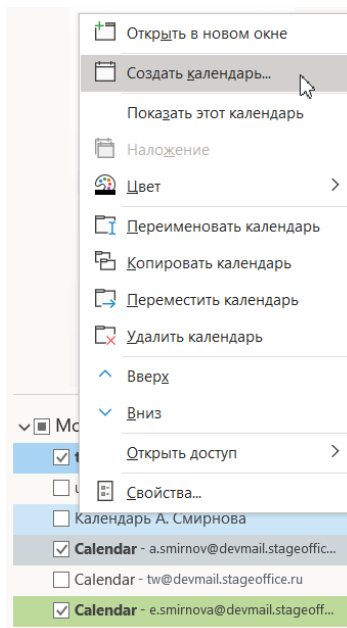 Открыть в новом окне
Создать календарь...
Показать этот календарь
Наложение
Цвет
Переименовать календарь
Копировать календарь
Переместить календарь
Удалить календарь
Вверх
Вниз
Открыть доступ
Свойства...
Календарь А. Смирнова
Calendar - a.smirnov@devmail.stageoffic...
Calendar - tw@devmail.stageoffice.ru
Calendar - e.smirnova@devmail.stageoff...